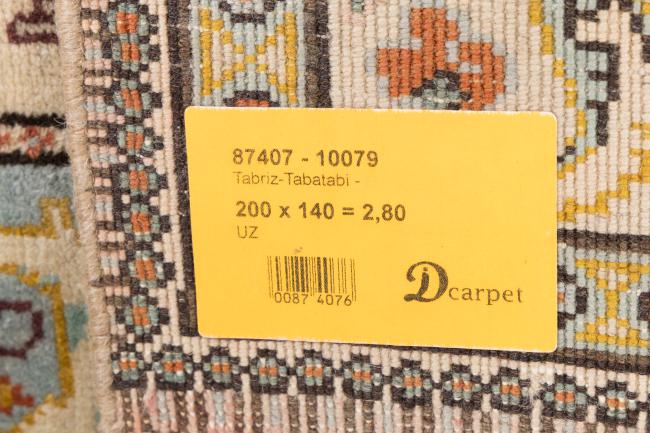 87407 - 10079
Tabriz-Tabatabi -
200 x 140 = 2,80
UZ
0087 4076
D carpet